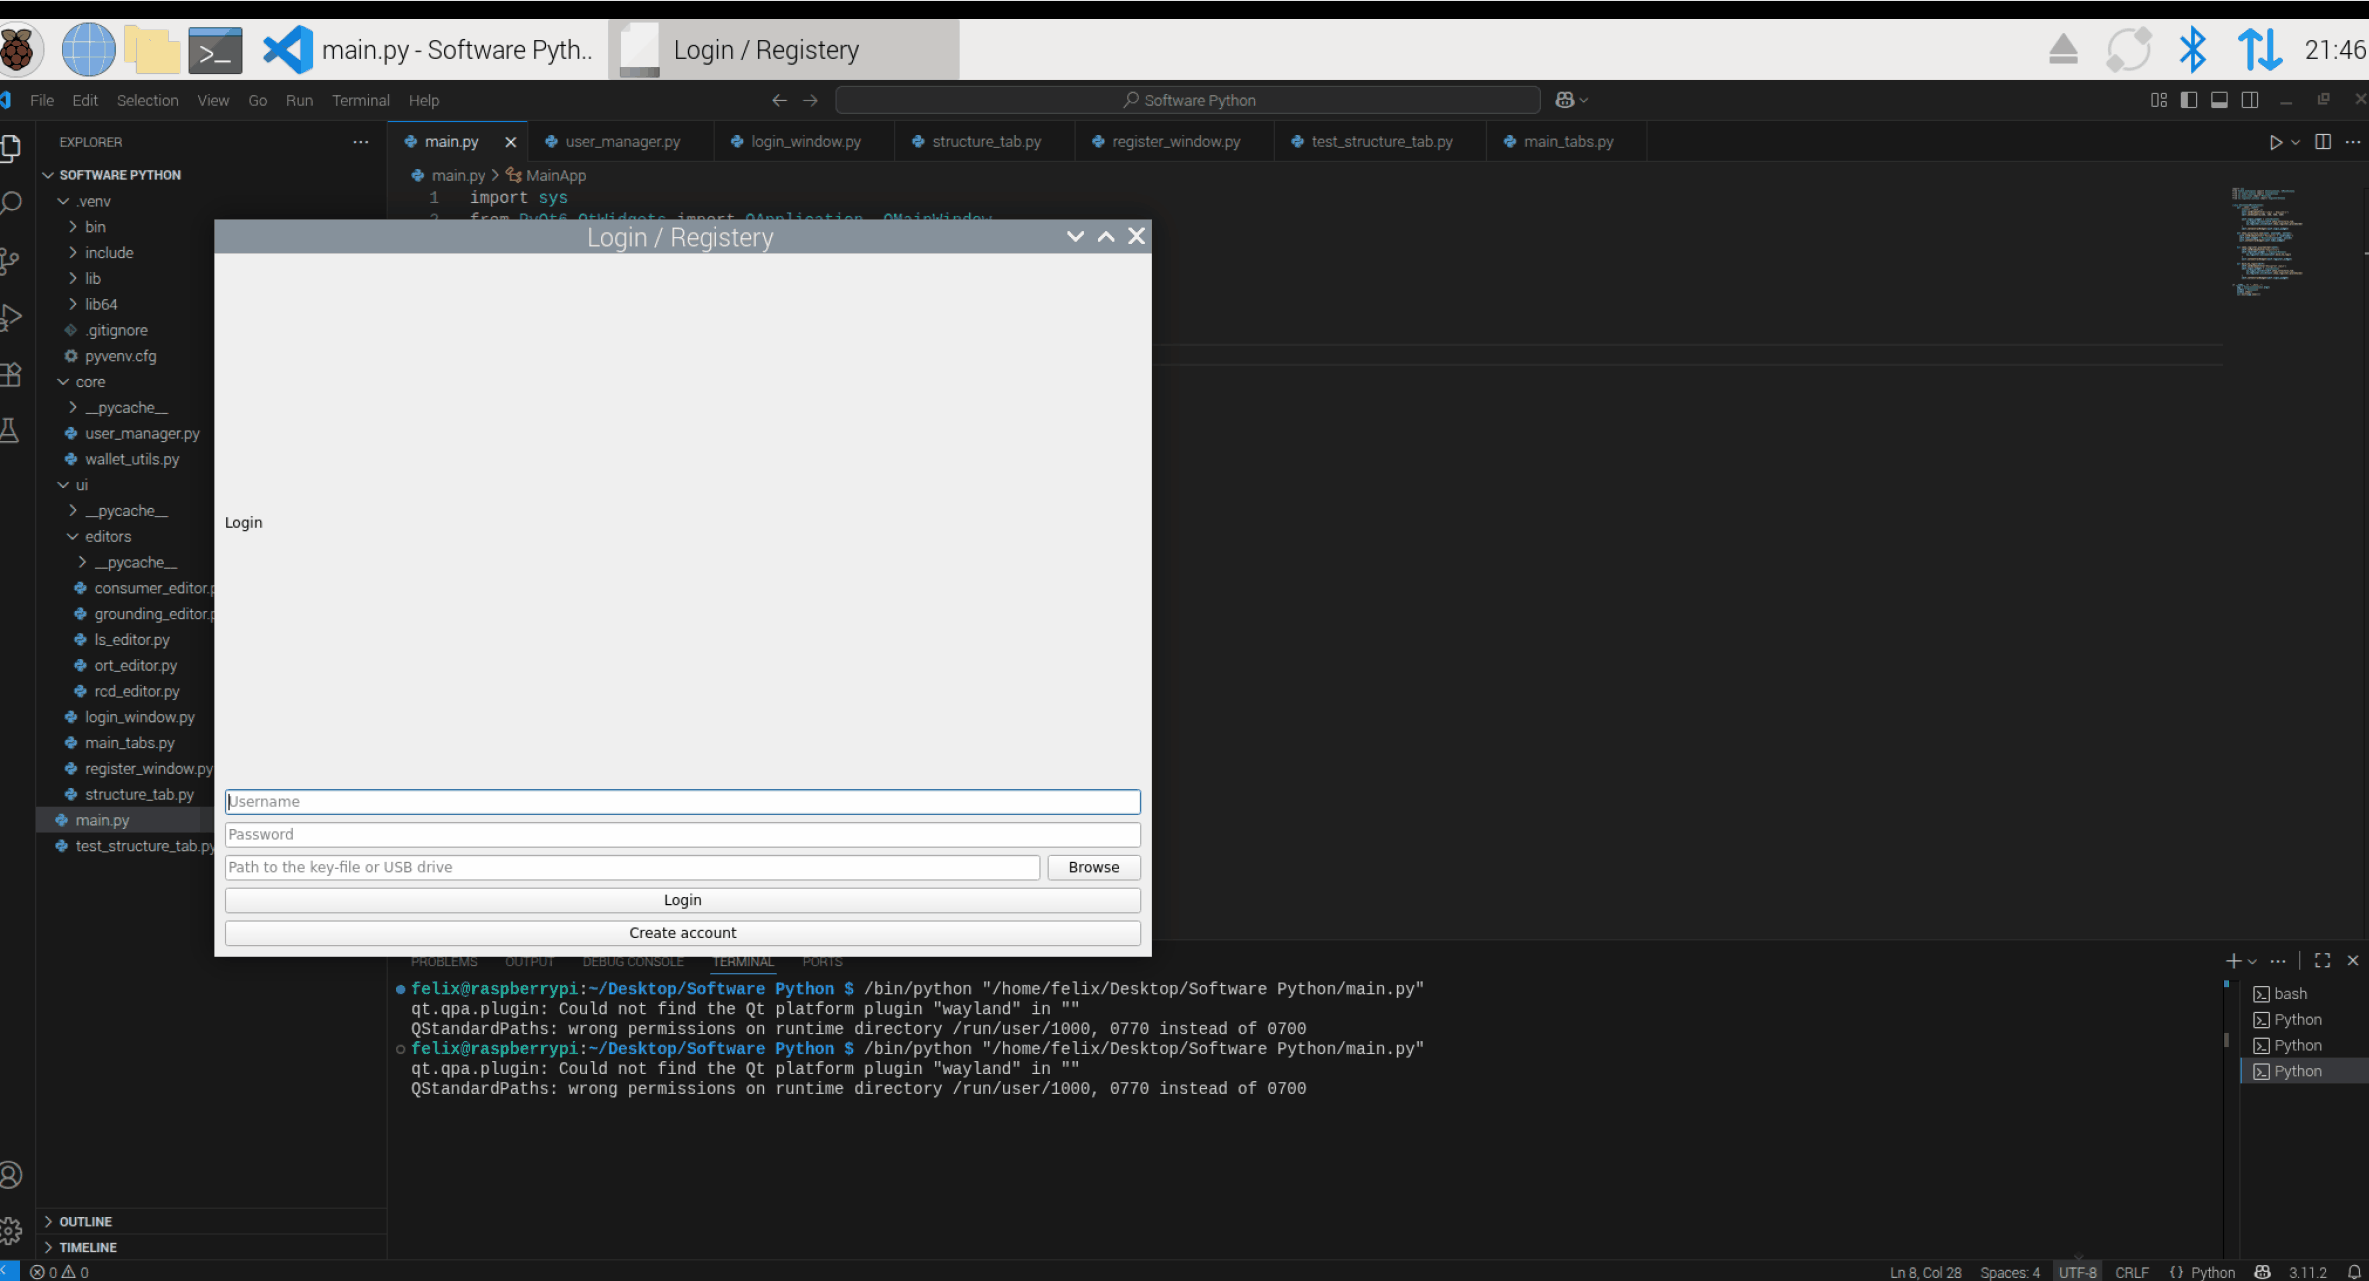 main.py - Software Pyth..
Login / Registery
21:46
File Edit Selection View Go Run Terminal Help
Software Python
EXPLORER
main.py
user_manager.py
login_window.py
structure_tab.py
register_window.py
test_structure_tab.py
main_tabs.py
SOFTWARE PYTHON
main.py > MainApp
1 import sys
2 from PyQt6.QtWidgets import QApplication, QMainWindow
.venv
bin
include
lib
lib64
.gitignore
pyvenv.cfg
core
__pycache__
user_manager.py
wallet_utils.py
ui
__pycache__
editors
__pycache__
consumer_editor.p
grounding_editor.p
ls_editor.py
ort_editor.py
rcd_editor.py
login_window.py
main_tabs.py
register_window.py
structure_tab.py
main.py
test_structure_tab.py
OUTLINE
TIMELINE
Login / Registery
Login
Username
Password
Path to the key-file or USB drive
Browse
Login
Create account
PROBLEMS OUTPUT DEBUG CONSOLE TERMINAL PORTS
felix@raspberrypi:~/Desktop/Software Python $ /bin/python "/home/felix/Desktop/Software Python/main.py"
qt.qpa.plugin: Could not find the Qt platform plugin "wayland" in ""
QStandardPaths: wrong permissions on runtime directory /run/user/1000, 0770 instead of 0700
felix@raspberrypi:~/Desktop/Software Python $ /bin/python "/home/felix/Desktop/Software Python/main.py"
qt.qpa.plugin: Could not find the Qt platform plugin "wayland" in ""
QStandardPaths: wrong permissions on runtime directory /run/user/1000, 0770 instead of 0700
bash
Python
Python
Python
0 0
Ln 8, Col 28 Spaces: 4 UTF-8 CRLF {} Python 3.11.2